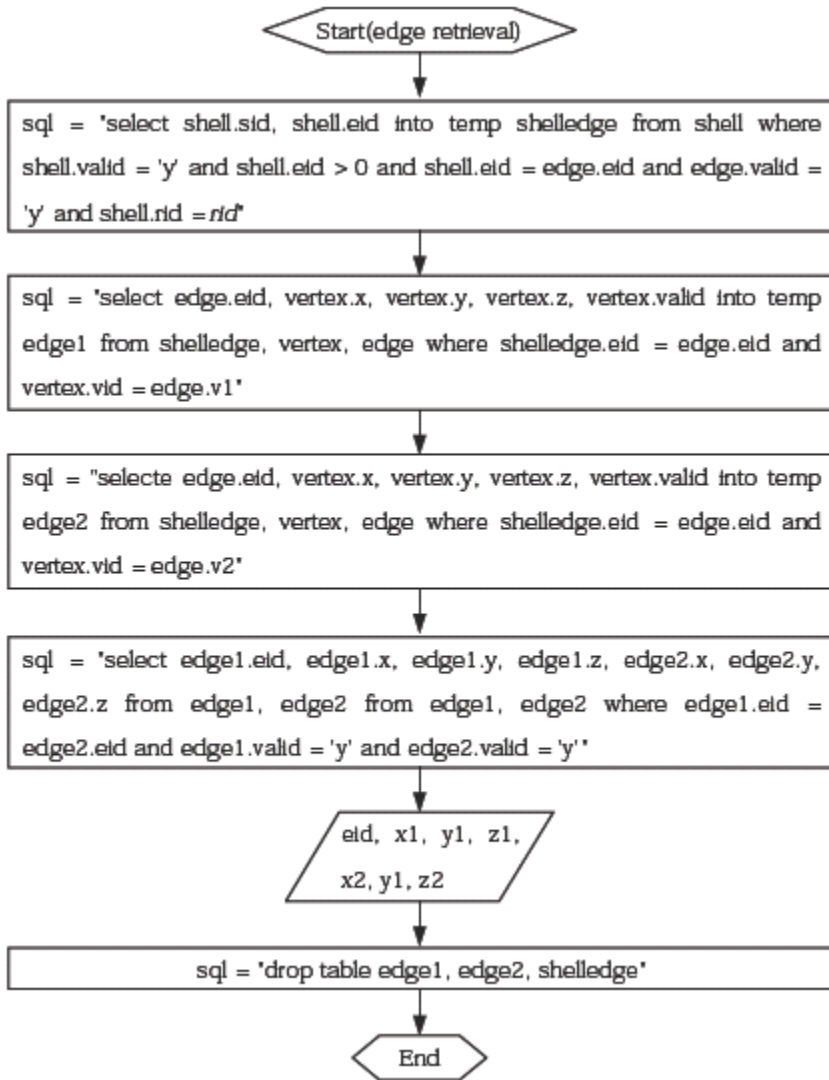 Start(edge retrieval)
sql = "select shell.sid, shell.eid into temp shelledge from shell where
shell.valid = 'y' and shell.eid > 0 and shell.eid = edge.eid and edge.valid =
'y' and shell.rid = rid"
sql = "select edge.eid, vertex.x, vertex.y, vertex.z, vertex.valid into temp
edge1 from shelledge, vertex, edge where shelledge.eid = edge.eid and
vertex.vid = edge.v1"
sql = "selecte edge.eid, vertex.x, vertex.y, vertex.z, vertex.valid into temp
edge2 from shelledge, vertex, edge where shelledge.eid = edge.eid and
vertex.vid = edge.v2"
sql = "select edge1.eid, edge1.x, edge1.y, edge1.z, edge2.x, edge2.y,
edge2.z from edge1, edge2 from edge1, edge2 where edge1.eid =
edge2.eid and edge1.valid = 'y' and edge2.valid = 'y' "
eid, x1, y1, z1,
x2, y1, z2
sql = "drop table edge1, edge2, shelledge"
End